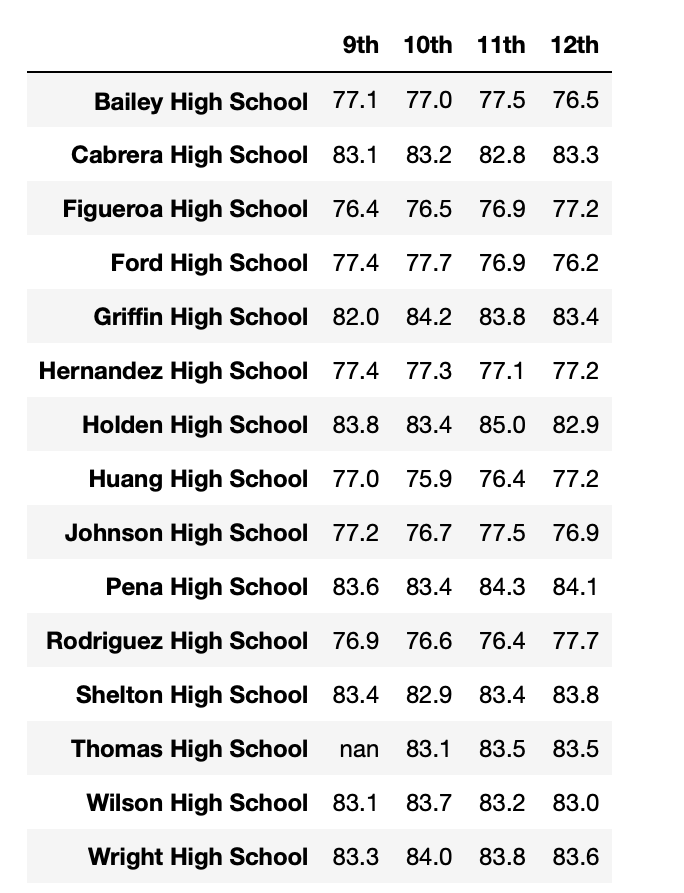 9th 10th 11th 12th
Bailey High School 77.1 77.0 77.5 76.5
Cabrera High School 83.1 83.2 82.8 83.3
Figueroa High School 76.4 76.5 76.9 77.2
Ford High School 77.4 77.7 76.9 76.2
Griffin High School 82.0 84.2 83.8 83.4
Hernandez High School 77.4 77.3 77.1 77.2
Holden High School 83.8 83.4 85.0 82.9
Huang High School 77.0 75.9 76.4 77.2
Johnson High School 77.2 76.7 77.5 76.9
Pena High School 83.6 83.4 84.3 84.1
Rodriguez High School 76.9 76.6 76.4 77.7
Shelton High School 83.4 82.9 83.4 83.8
Thomas High School nan 83.1 83.5 83.5
Wilson High School 83.1 83.7 83.2 83.0
Wright High School 83.3 84.0 83.8 83.6